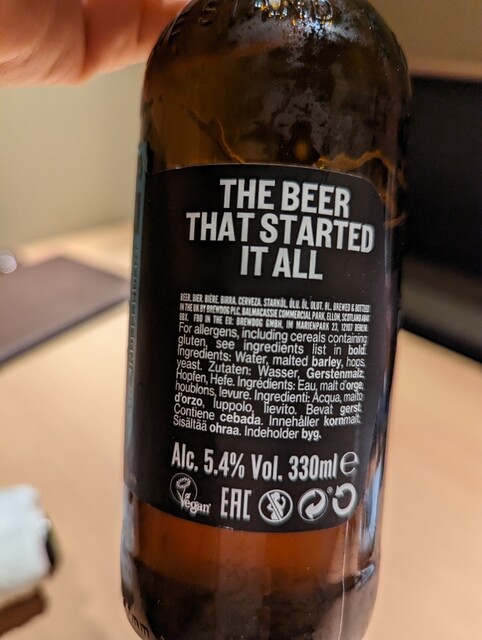 THE BEER
THAT STARTED
IT ALL
BEER, BIER, BIÈRE, BIRRA, CERVEZA, STARKÖL, ÖLU, ÖL, OLUT, ØL. BREWED & BOTTLED
IN THE UK BY BREWDOG PLC, BALMACASSIE COMMERCIAL PARK, ELLON, SCOTLAND AB41
8BX. FBO IN THE EU: BREWDOG GMBH, IM MARIENPARK 23, 12107 BERLIN.
For allergens, including cereals containing
gluten, see ingredients list in bold.
Ingredients: Water, malted barley, hops,
yeast. Zutaten: Wasser, Gerstenmalz,
Hopfen, Hefe. Ingrédients: Eau, malt d'orge,
houblons, levure. Ingredienti: Acqua, malto
d'orzo, luppolo, lievito. Bevat gerst.
Contiene cebada. Innehåller kornmalt.
Sisältää ohraa. Indeholder byg.
Alc. 5.4% Vol. 330ml e
Vegan EAC